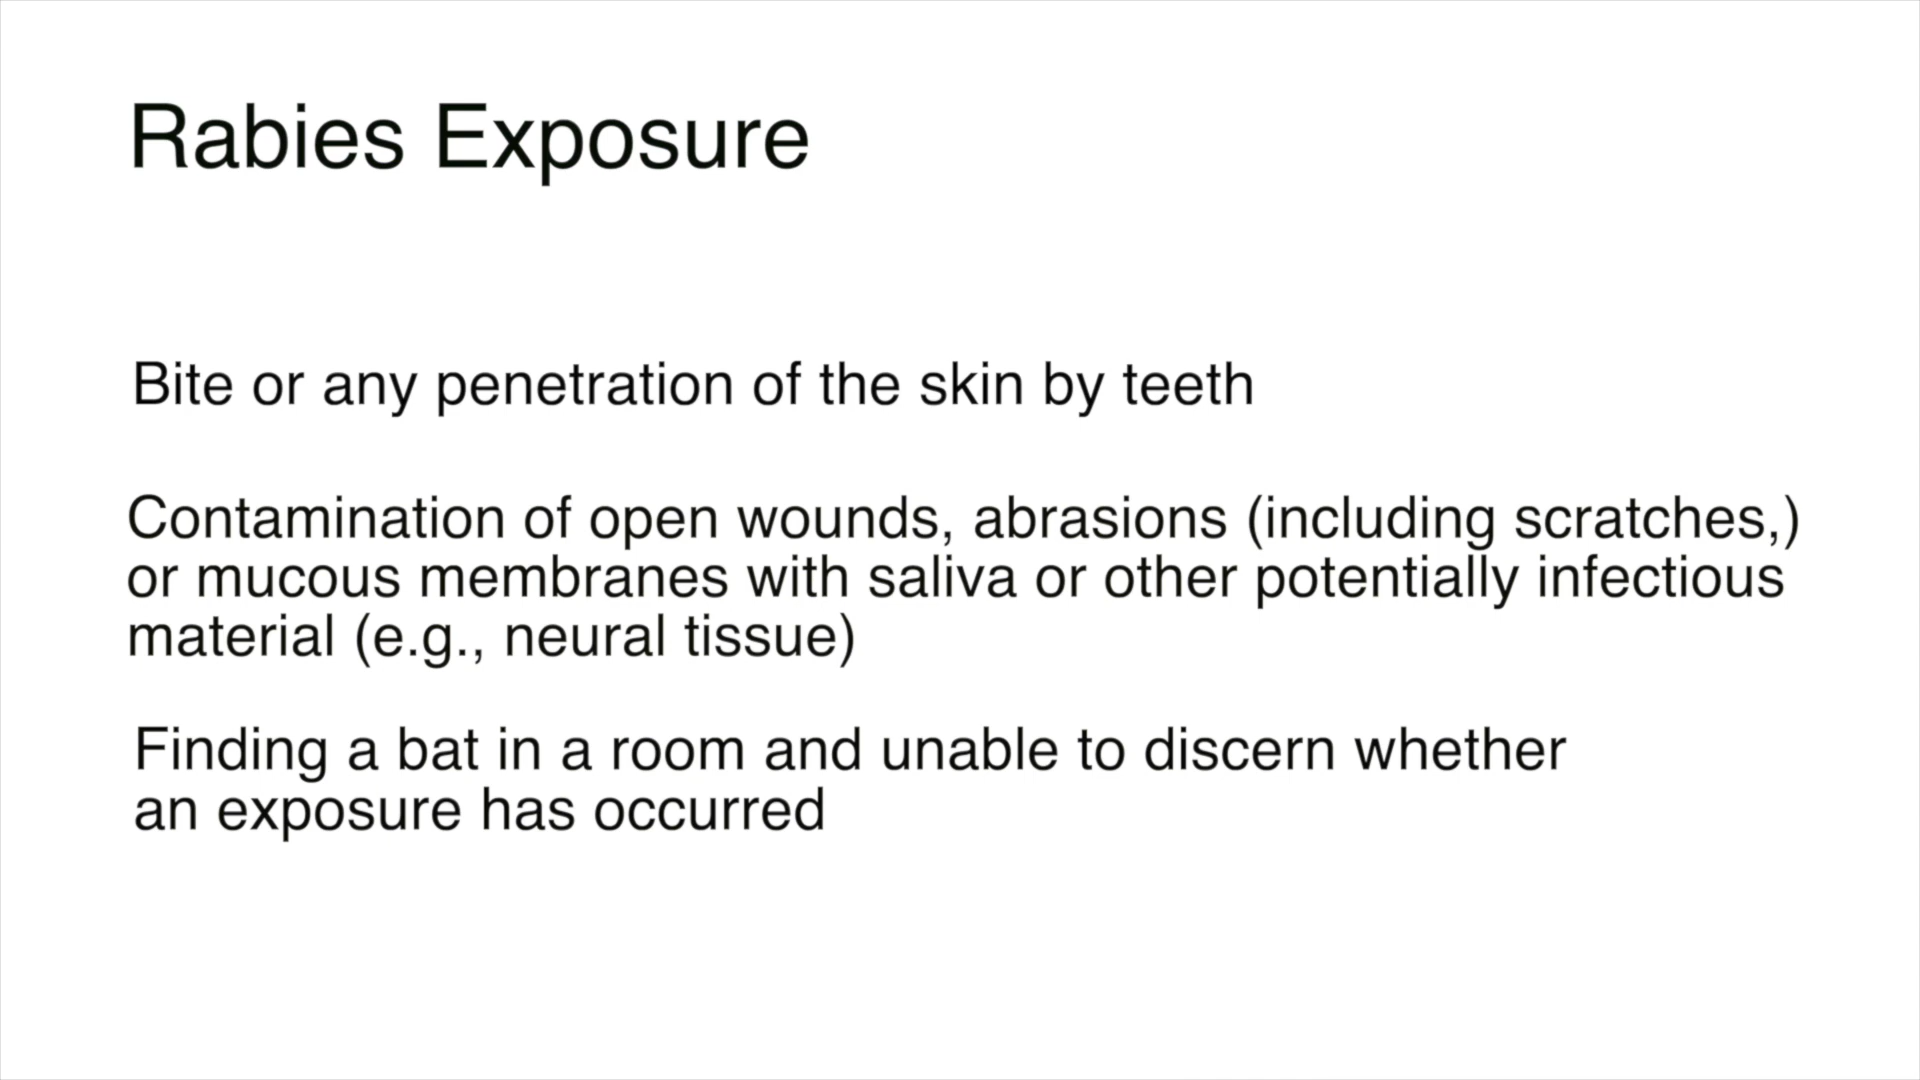 Rabies Exposure
Bite or any penetration of the skin by teeth
Contamination of open wounds, abrasions (including scratches,)
or mucous membranes with saliva or other potentially infectious
material (e.g., neural tissue)
Finding a bat in a room and unable to discern whether
an exposure has occurred